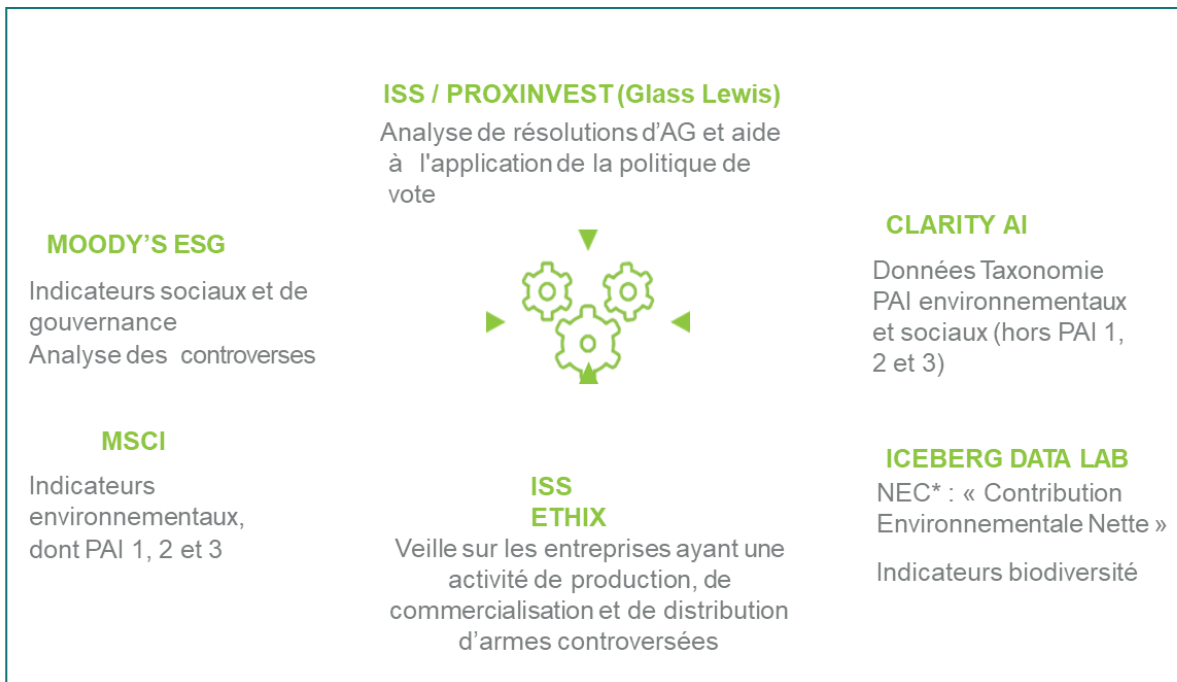 ISS / PROXINVEST (Glass Lewis)
Analyse de résolutions d’AG et aide
à l'application de la politique de
vote
MOODY’S ESG
Indicateurs sociaux et de
gouvernance
Analyse des controverses
CLARITY AI
Données Taxonomie
PAI environnementaux
et sociaux (hors PAI 1,
2 et 3)
MSCI
Indicateurs
environnementaux,
dont PAI 1, 2 et 3
ISS
ETHIX
Veille sur les entreprises ayant une
activité de production, de
commercialisation et de distribution
d’armes controversées
ICEBERG DATA LAB
NEC* : « Contribution
Environnementale Nette »
Indicateurs biodiversité